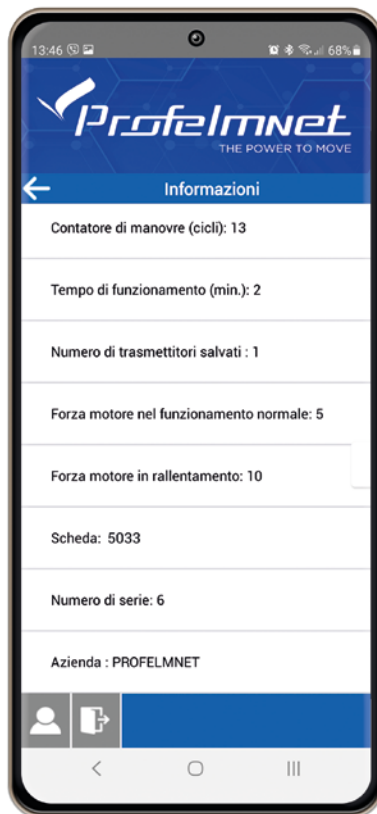 13:46
68%
Profelmnet
THE POWER TO MOVE
Informazioni
Contatore di manovre (cicli): 13
Tempo di funzionamento (min.): 2
Numero di trasmettitori salvati : 1
Forza motore nel funzionamento normale: 5
Forza motore in rallentamento: 10
Scheda: 5033
Numero di serie: 6
Azienda : PROFELMNET